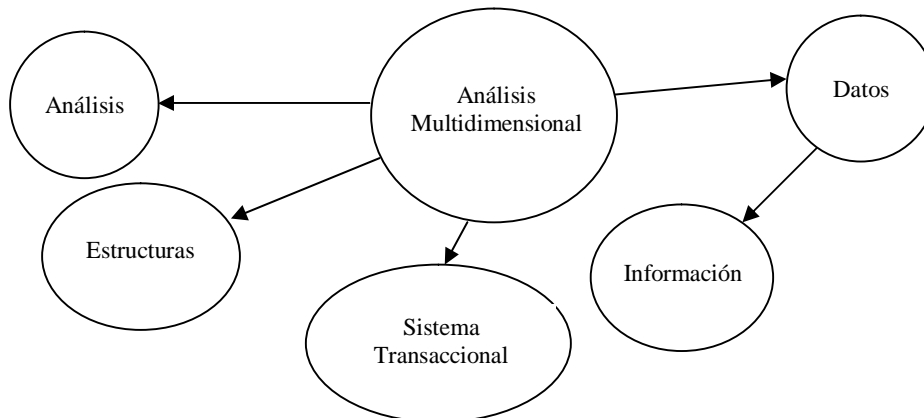 Análisis
Multidimensional
Datos
Análisis
Estructuras
Información
Sistema
Transaccional